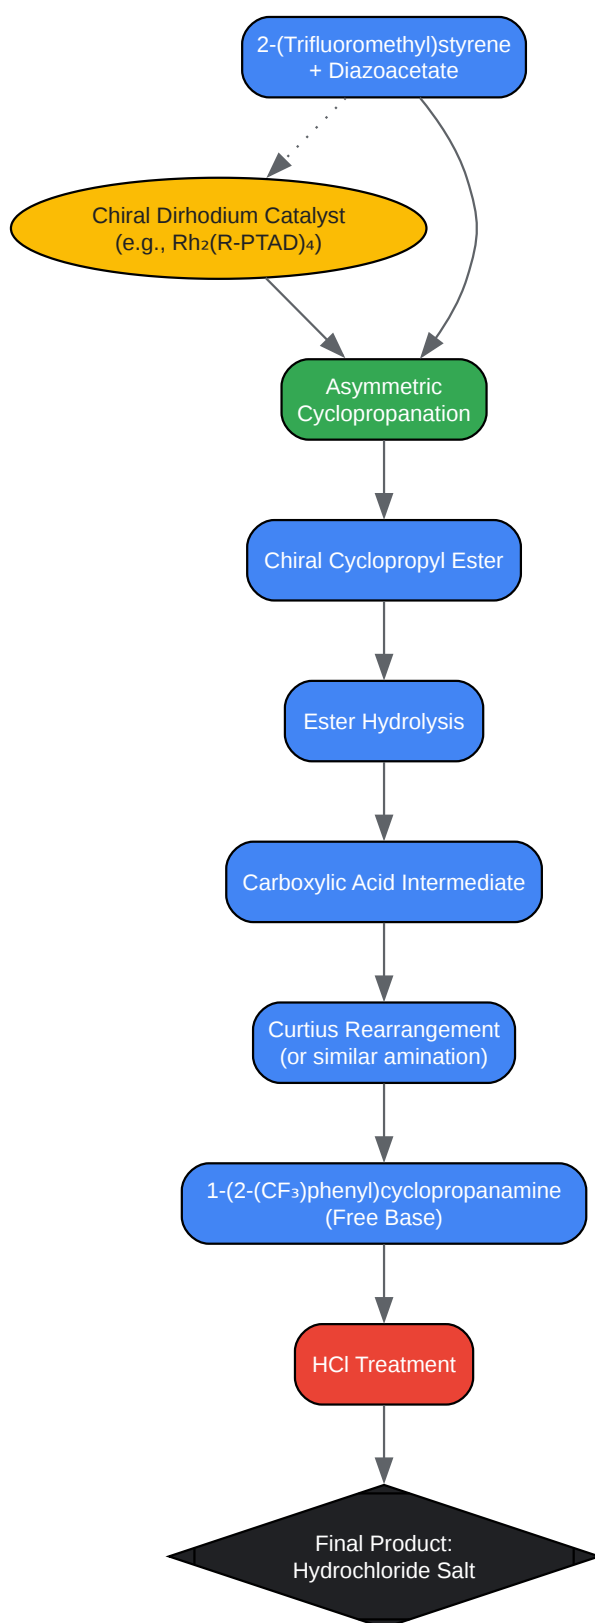 2-(Trifluoromethyl)styrene
+ Diazoacetate
Chiral Dirhodium Catalyst
(e.g., Rh₂(R-PTAD)₄)
Asymmetric
Cyclopropanation
Chiral Cyclopropyl Ester
Ester Hydrolysis
Carboxylic Acid Intermediate
Curtius Rearrangement
(or similar amination)
1-(2-(CF₃)phenyl)cyclopropanamine
(Free Base)
HCl Treatment
Final Product:
Hydrochloride Salt